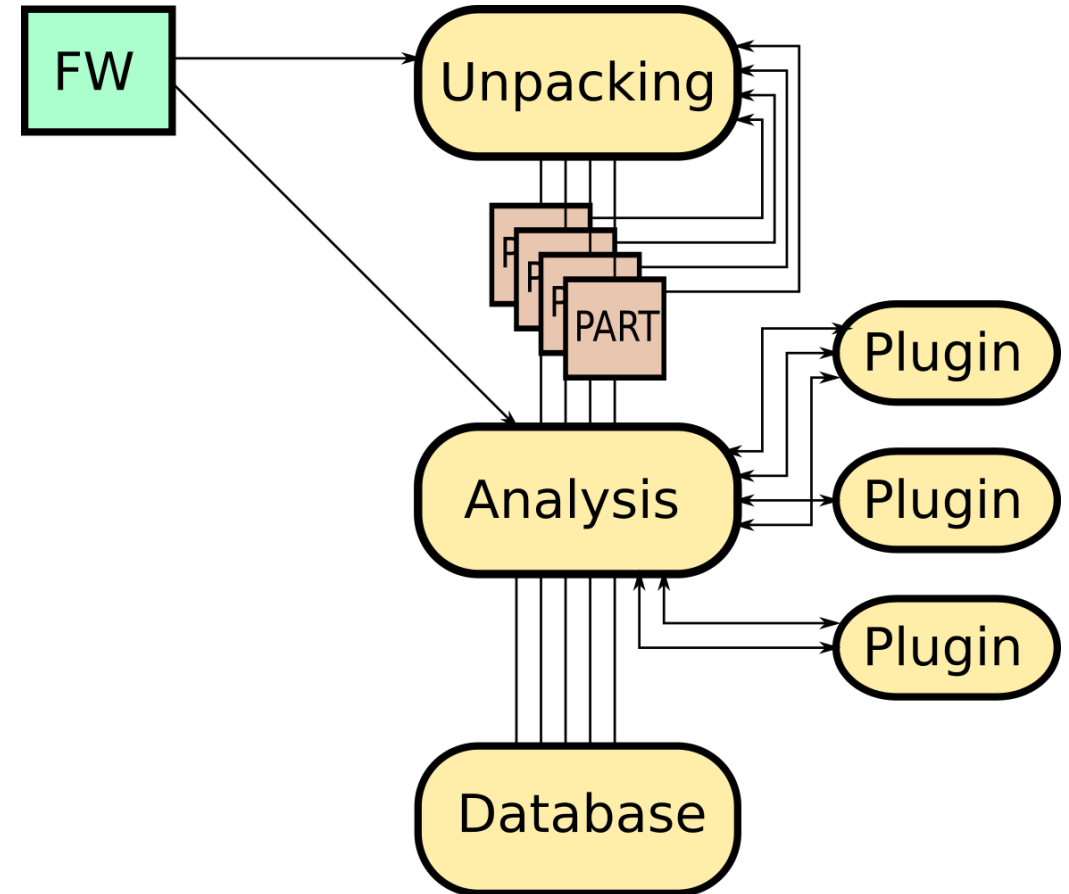 FW
Unpacking
P
P
P
PART
Plugin
Analysis
Plugin
Plugin
Database